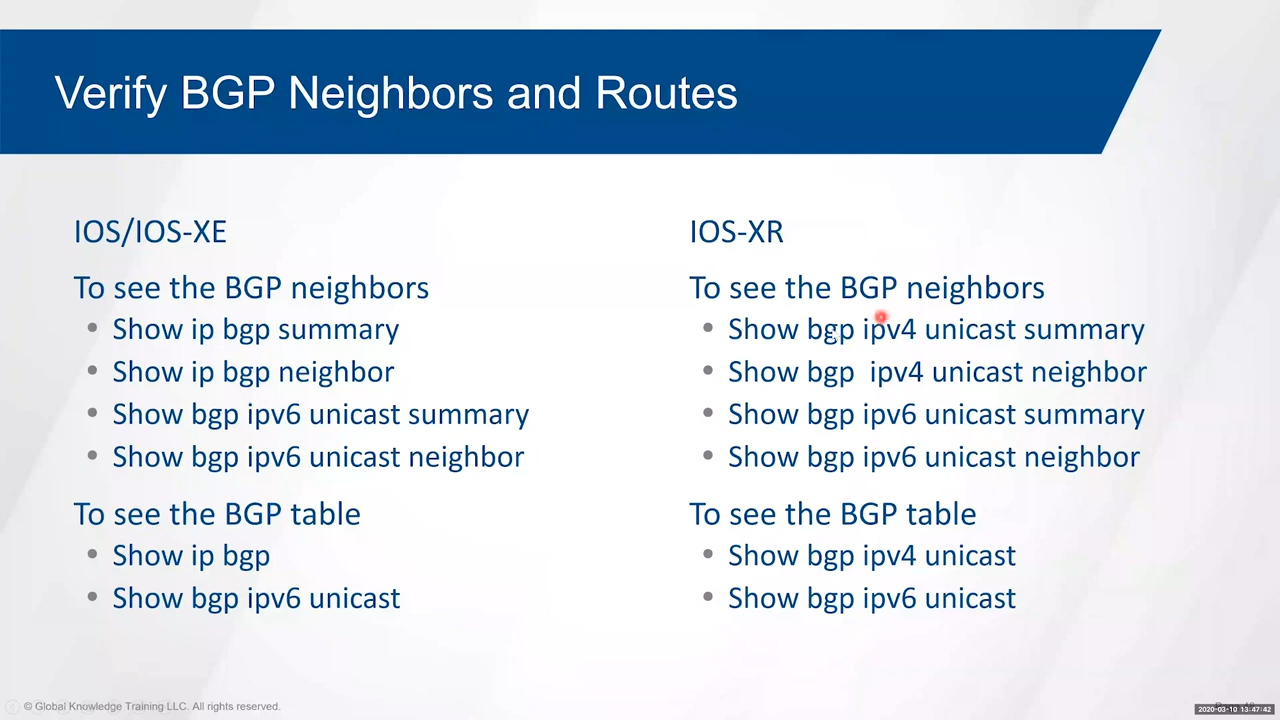 Verify BGP Neighbors and Routes
IOS/IOS-XE
To see the BGP neighbors
• Show ip bgp summary
• Show ip bgp neighbor
• Show bgp ipv6 unicast summary
• Show bgp ipv6 unicast neighbor
To see the BGP table
• Show ip bgp
• Show bgp ipv6 unicast
IOS-XR
To see the BGP neighbors
• Show bgp ipv4 unicast summary
• Show bgp  ipv4 unicast neighbor
• Show bgp ipv6 unicast summary
• Show bgp ipv6 unicast neighbor
To see the BGP table
• Show bgp ipv4 unicast
• Show bgp ipv6 unicast
© Global Knowledge Training LLC. All rights reserved.
2020-03-10 13:47:42